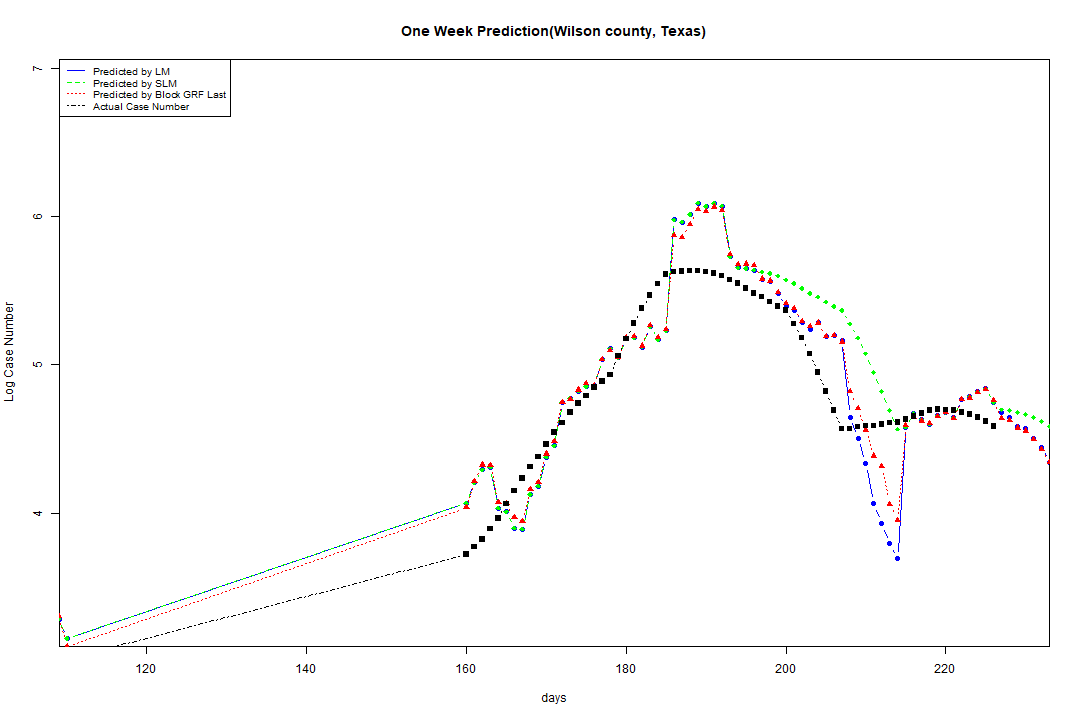 One Week Prediction(Wilson county, Texas)
Predicted by LM
Predicted by SLM
Predicted by Block GRF Last
Actual Case Number
7
6
5
4
Log Case Number
120 140 160 180 200 220
days